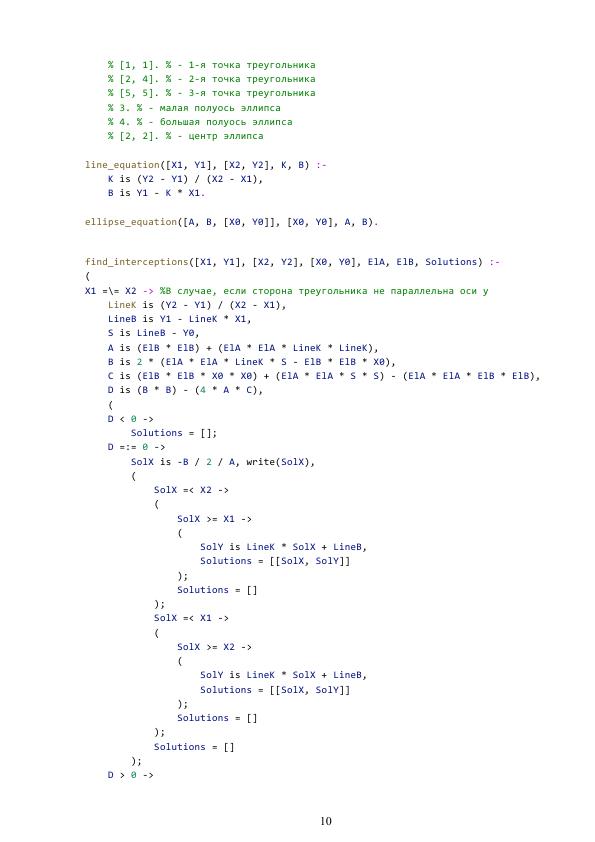 % [1, 1]. % - 1-я точка треугольника
% [2, 4]. % - 2-я точка треугольника
% [5, 5]. % - 3-я точка треугольника
% 3. % - малая полуось эллипса
% 4. % - большая полуось эллипса
% [2, 2]. % - центр эллипса
line_equation([X1, Y1], [X2, Y2], K, B) :-
K is (Y2 - Y1) / (X2 - X1),
B is Y1 - K * X1.
ellipse_equation([A, B, [X0, Y0]], [X0, Y0], A, B).
find_interceptions([X1, Y1], [X2, Y2], [X0, Y0], ElA, ElB, Solutions) :-
(
X1 =\= X2 -> %В случае, если сторона треугольника не параллельна оси y
LineK is (Y2 - Y1) / (X2 - X1),
LineB is Y1 - LineK * X1,
S is LineB - Y0,
A is (ElB * ElB) + (ElA * ElA * LineK * LineK),
B is 2 * (ElA * ElA * LineK * S - ElB * ElB * X0),
C is (ElB * ElB * X0 * X0) + (ElA * ElA * S * S) - (ElA * ElA * ElB * ElB),
D is (B * B) - (4 * A * C),
(
D < 0 ->
Solutions = [];
D =:= 0 ->
SolX is -B / 2 / A, write(SolX),
(
SolX =< X2 ->
(
SolX >= X1 ->
(
SolY is LineK * SolX + LineB,
Solutions = [[SolX, SolY]]
);
Solutions = []
);
SolX =< X1 ->
(
SolX >= X2 ->
(
SolY is LineK * SolX + LineB,
Solutions = [[SolX, SolY]]
);
Solutions = []
);
Solutions = []
);
D > 0 ->
10